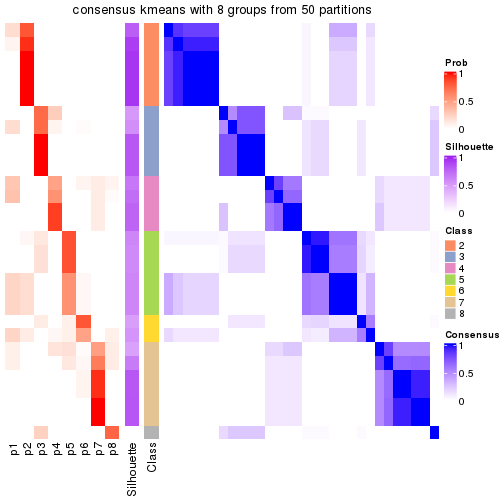 consensus kmeans with 8 groups from 50 partitions
Prob
1
0.5
0
Silhouette
1
0.5
0
Class
2
3
4
5
6
7
8
Consensus
1
0.5
0
p1
p2
p3
p4
p5
p6
p7
p8
Silhouette
Class